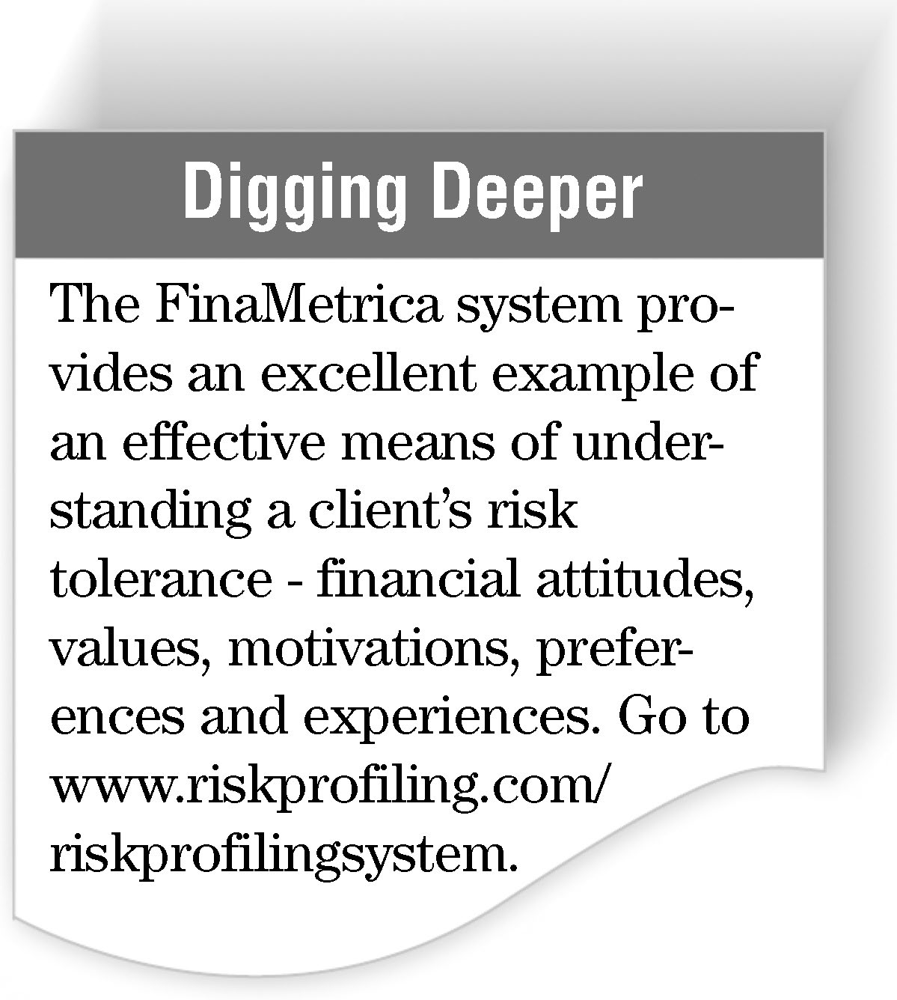 Digging Deeper
The FinaMetrica system pro-
vides an excellent example of
an effective means of under-
standing a client’s risk
tolerance - financial attitudes,
values, motivations, prefer-
ences and experiences. Go to
www.riskprofiling.com/
riskprofilingsystem.